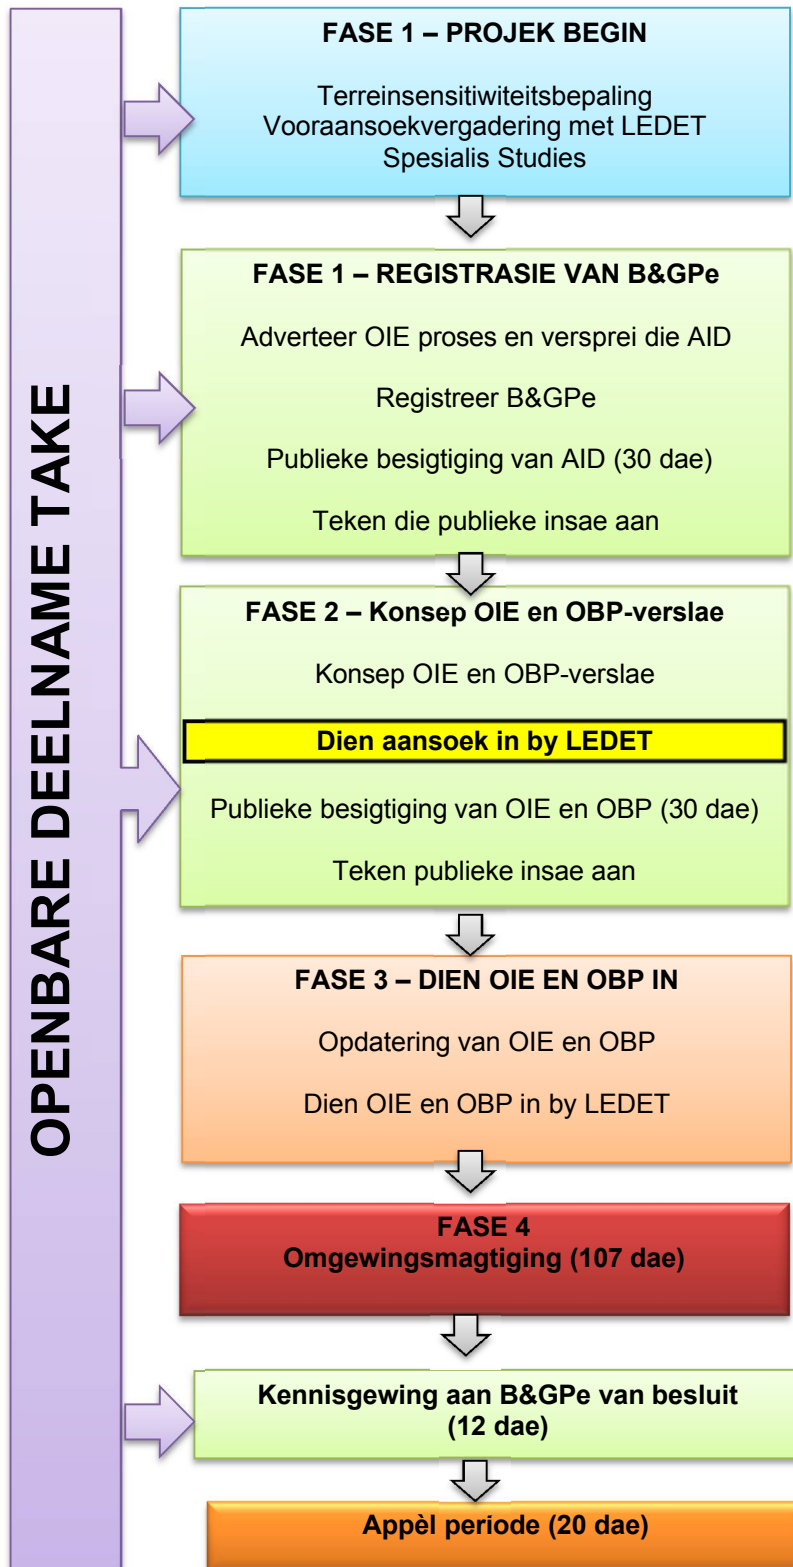 OPENBARE DEELNAME TAKE
FASE 1 – PROJEK BEGIN
Terreinsensitiwiteitsbepaling
Vooraansoekvergadering met LEDET
Spesialis Studies
FASE 1 – REGISTRASIE VAN B&GPe
Adverteer OIE proses en versprei die AID
Registreer B&GPe
Publieke besigtiging van AID (30 dae)
Teken die publieke insae aan
FASE 2 – Konsep OIE en OBP-verslae
Konsep OIE en OBP-verslae
Dien aansoek in by LEDET
Publieke besigtiging van OIE en OBP (30 dae)
Teken publieke insae aan
FASE 3 – DIEN OIE EN OBP IN
Opdatering van OIE en OBP
Dien OIE en OBP in by LEDET
FASE 4
Omgewingsmagtiging (107 dae)
Kennisgewing aan B&GPe van besluit
(12 dae)
Appèl periode (20 dae)